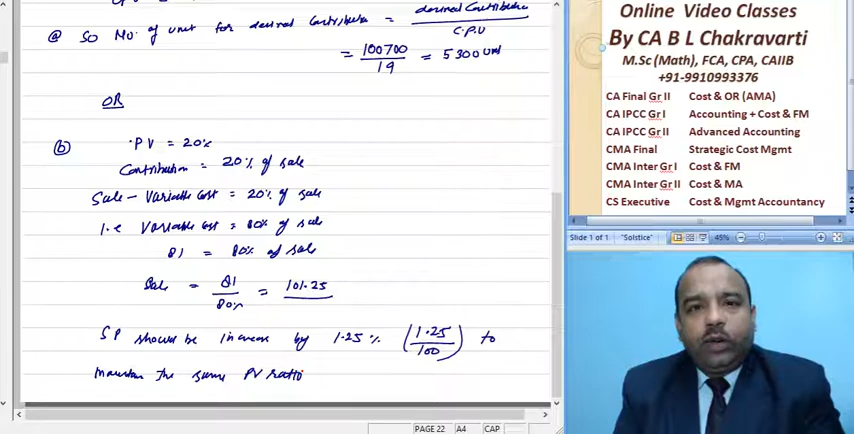 @ So No. of unit for desired Contribution = desired Contribution
C.P.U
= 100700 = 5300 unit
19
OR
(b) PV = 20%
Contribution = 20% of sale
Sale - Variable Cost = 20% of sale
I.e Variable Cost = 80% of sale
81 = 80% of sale
Sale = 81 = 101.25
80%
SP should be increase by 1.25% (1.25 / 100) to
maintain the same PV ratio
PAGE 22 A4 CAP
Online Video Classes
By CA B L Chakravarti
M.Sc (Math), FCA, CPA, CAIIB
+91-9910993376
CA Final Gr II Cost & OR (AMA)
CA IPCC Gr I Accounting + Cost & FM
CA IPCC Gr II Advanced Accounting
CMA Final Strategic Cost Mgmt
CMA Inter Gr I Cost & FM
CMA Inter Gr II Cost & MA
CS Executive Cost & Mgmt Accountancy
Slide 1 of 1 "Solstice" 45%